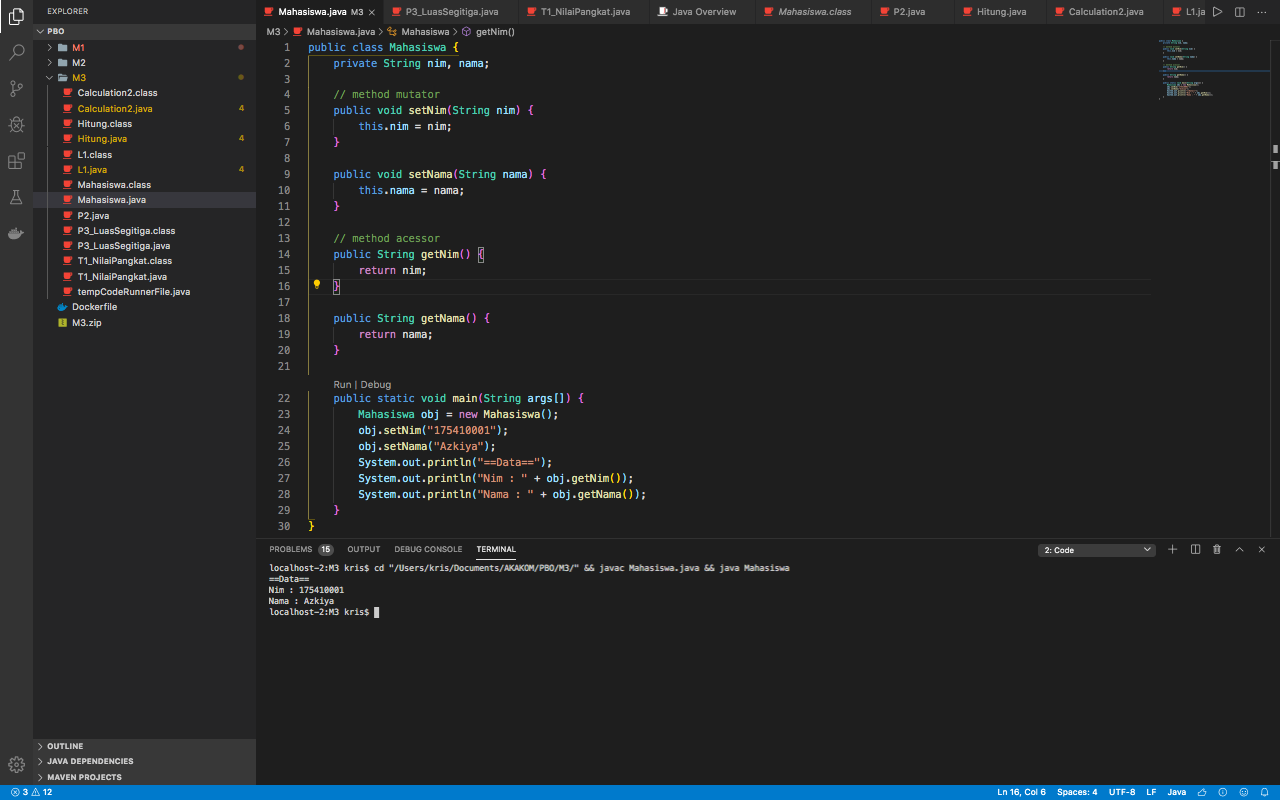 EXPLORER
PBO
M1
M2
M3
Calculation2.class
Calculation2.java 4
Hitung.class
Hitung.java 4
L1.class
L1.java 4
Mahasiswa.class
Mahasiswa.java
P2.java
P3_LuasSegitiga.class
P3_LuasSegitiga.java
T1_NilaiPangkat.class
T1_NilaiPangkat.java
tempCodeRunnerFile.java
Dockerfile
M3.zip
OUTLINE
JAVA DEPENDENCIES
MAVEN PROJECTS
Mahasiswa.java M3 P3_LuasSegitiga.java T1_NilaiPangkat.java Java Overview Mahasiswa.class P2.java Hitung.java Calculation2.java L1.ja
M3 > Mahasiswa.java > Mahasiswa > getNim()
1 public class Mahasiswa {
2 private String nim, nama;
3
4 // method mutator
5 public void setNim(String nim) {
6 this.nim = nim;
7 }
8
9 public void setNama(String nama) {
10 this.nama = nama;
11 }
12
13 // method acessor
14 public String getNim() {
15 return nim;
16 }
17
18 public String getNama() {
19 return nama;
20 }
21
Run | Debug
22 public static void main(String args[]) {
23 Mahasiswa obj = new Mahasiswa();
24 obj.setNim("175410001");
25 obj.setNama("Azkiya");
26 System.out.println("==Data==");
27 System.out.println("Nim : " + obj.getNim());
28 System.out.println("Nama : " + obj.getNama());
29 }
30 }
PROBLEMS 15 OUTPUT DEBUG CONSOLE TERMINAL 2: Code
localhost-2:M3 kris$ cd "/Users/kris/Documents/AKAKOM/PBO/M3/" && javac Mahasiswa.java && java Mahasiswa
==Data==
Nim : 175410001
Nama : Azkiya
localhost-2:M3 kris$
3 12 Ln 16, Col 6 Spaces: 4 UTF-8 LF Java